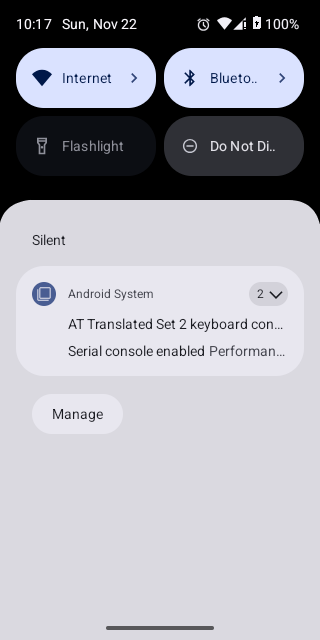 10:17 Sun, Nov 22 100%
Internet
Blueto..
Flashlight
Do Not Di..
Silent
Android System 2
AT Translated Set 2 keyboard con…
Serial console enabled Performan…
Manage